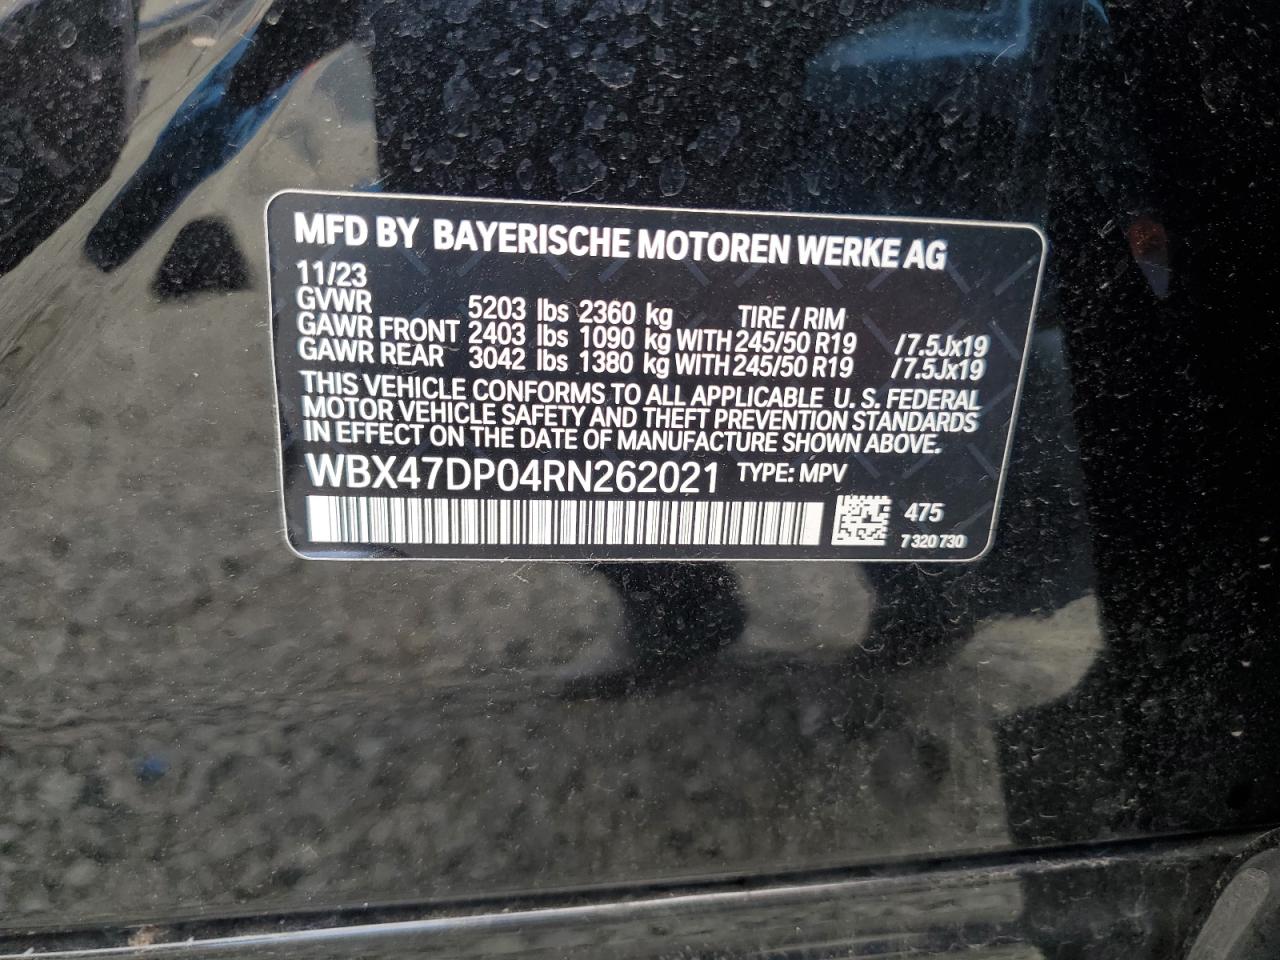 MFD BY BAYERISCHE MOTOREN WERKE AG
11/23
GVWR 5203 lbs 2360 kg TIRE / RIM
GAWR FRONT 2403 lbs 1090 kg WITH 245/50 R19 /7.5Jx19
GAWR REAR 3042 lbs 1380 kg WITH 245/50 R19 /7.5Jx19
THIS VEHICLE CONFORMS TO ALL APPLICABLE U. S. FEDERAL
MOTOR VEHICLE SAFETY AND THEFT PREVENTION STANDARDS
IN EFFECT ON THE DATE OF MANUFACTURE SHOWN ABOVE.
WBX47DP04RN262021 TYPE: MPV
475
7 320 730